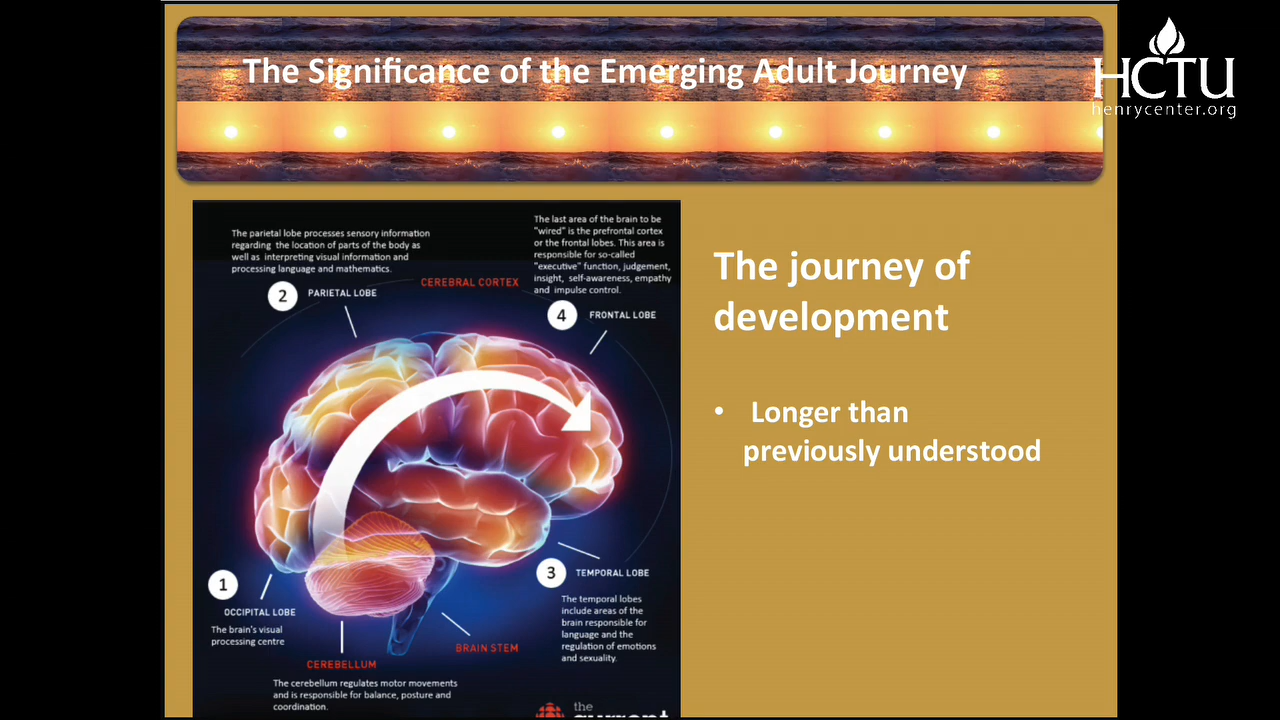 The Significance of the Emerging Adult Journey
HCTU
henrycenter.org
The parietal lobe processes sensory information
regarding the location of parts of the body as
well as interpreting visual information and
processing language and mathematics.
2
PARIETAL LOBE
CEREBRAL CORTEX
The last area of the brain to be
"wired" is the prefrontal cortex
or the frontal lobes. This area is
responsible for so-called
"executive" function, judgement,
insight, self-awareness, empathy
and impulse control.
4
FRONTAL LOBE
1
OCCIPITAL LOBE
The brain's visual
processing centre
CEREBELLUM
The cerebellum regulates motor movements
and is responsible for balance, posture and
coordination.
BRAIN STEM
3
TEMPORAL LOBE
The temporal lobes
include areas of the
brain responsible for
language and the
regulation of emotions
and sexuality.
the
current
The journey of
development
• Longer than
previously understood